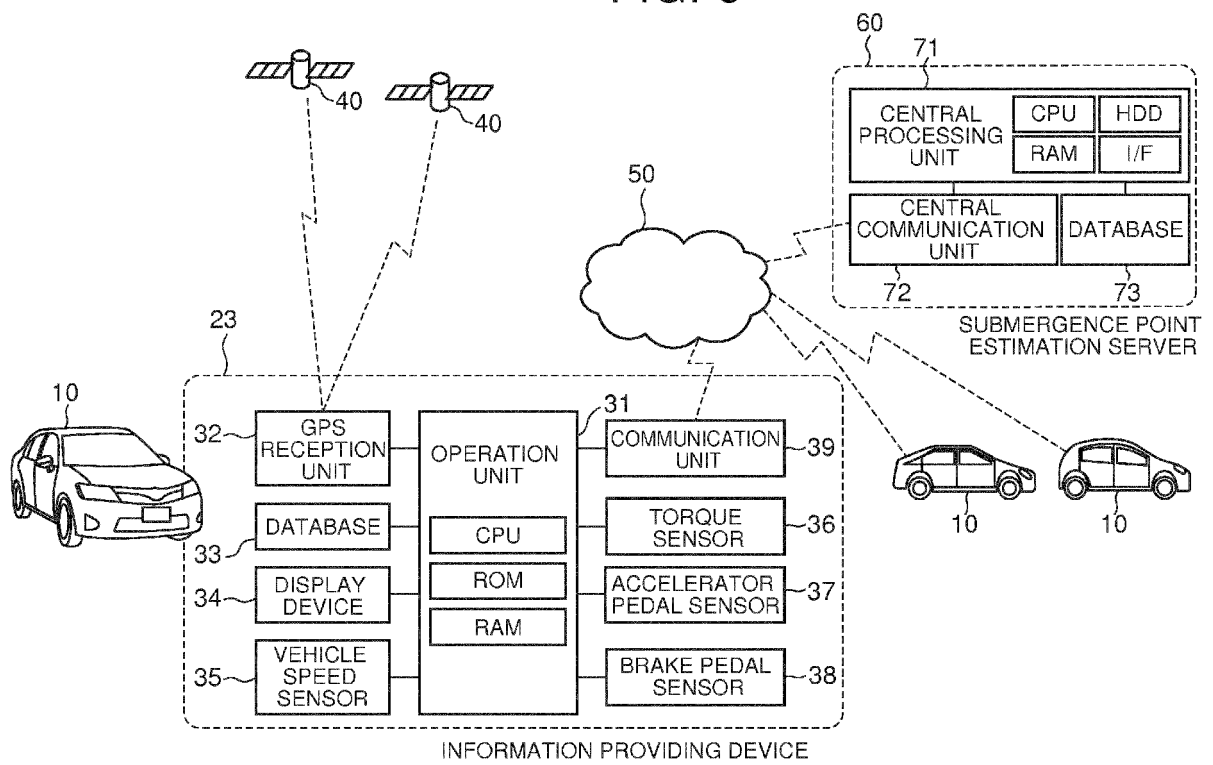 60
71
40
40
CENTRAL
PROCESSING
UNIT
CPU
HDD
RAM
I/F
50
CENTRAL
COMMUNICATION
UNIT
DATABASE
72
73
SUBMERGENCE POINT
ESTIMATION SERVER
23
10
32
GPS
RECEPTION
UNIT
31
OPERATION
UNIT
COMMUNICATION
UNIT
39
10
10
33
DATABASE
CPU
TORQUE
SENSOR
36
34
DISPLAY
DEVICE
ROM
ACCELERATOR
PEDAL SENSOR
37
RAM
35
VEHICLE
SPEED
SENSOR
BRAKE PEDAL
SENSOR
38
INFORMATION PROVIDING DEVICE